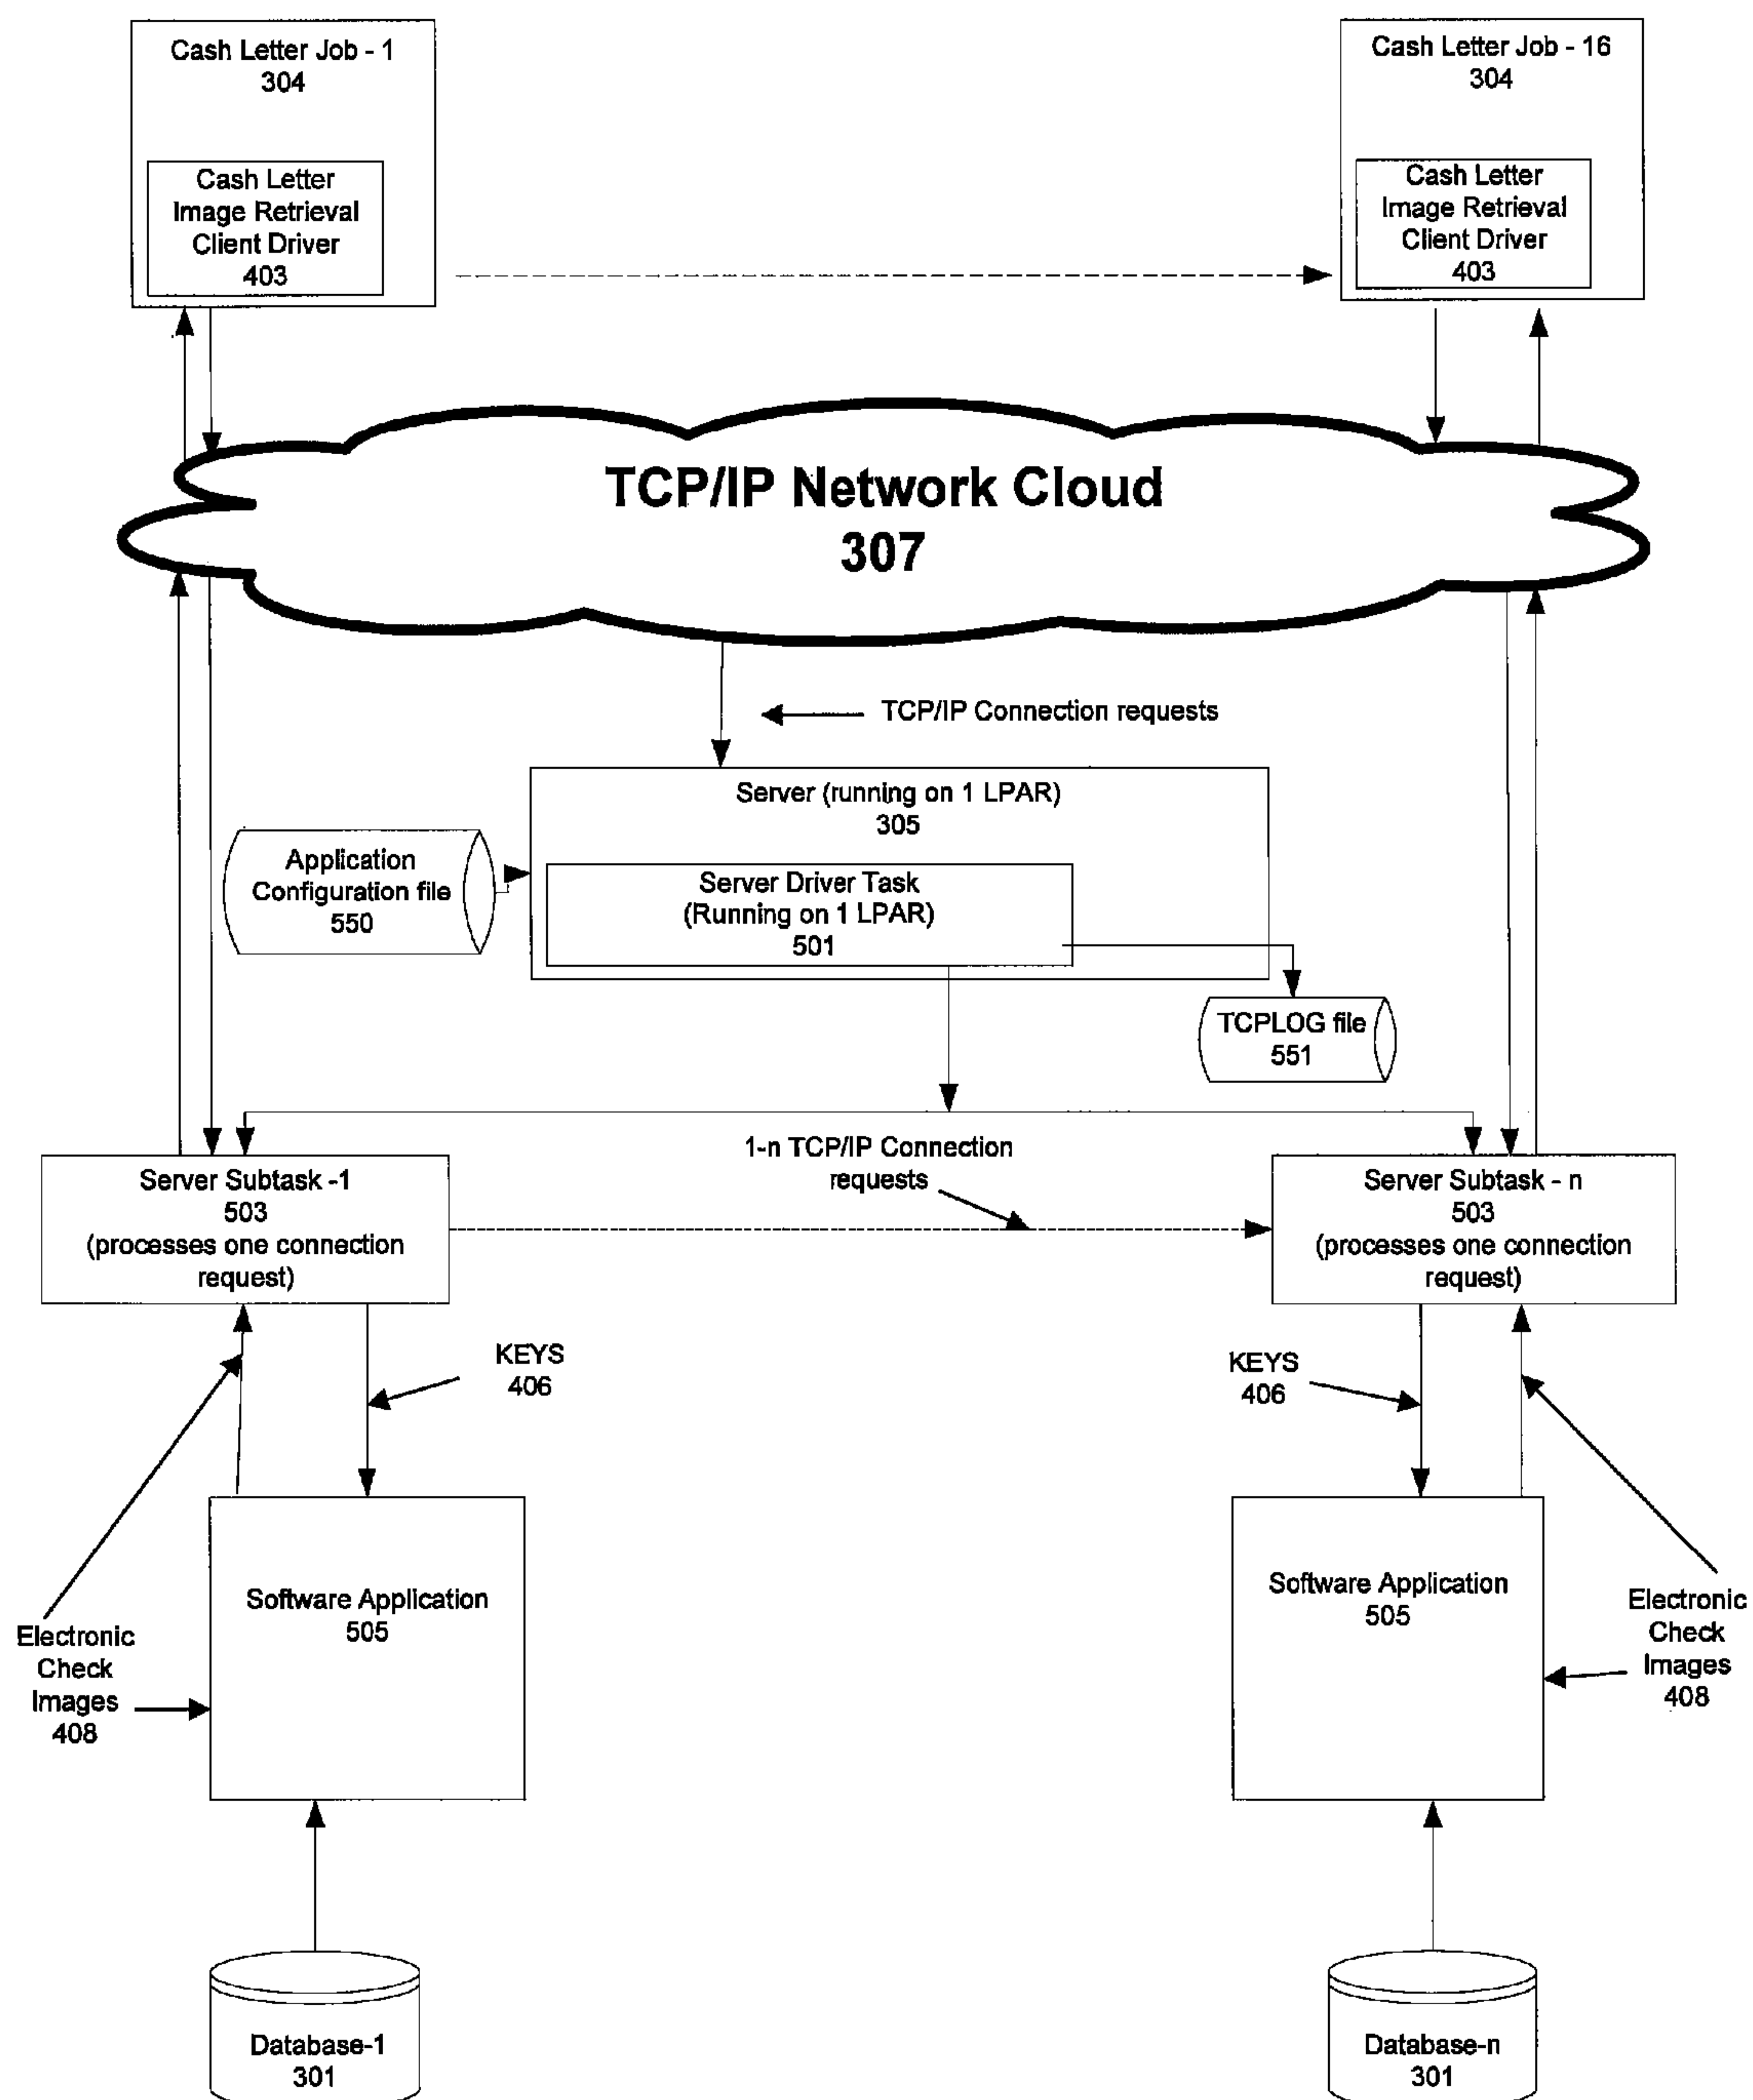 Cash Letter Job - 1
304
Cash Letter
Image Retrieval
Client Driver
403
Cash Letter Job - 16
304
Cash Letter
Image Retrieval
Client Driver
403
TCP/IP Network Cloud
307
TCP/IP Connection requests
Server (running on 1 LPAR)
305
Application
Configuration file
550
Server Driver Task
(Running on 1 LPAR)
501
TCPLOG file
551
1-n TCP/IP Connection
requests
Server Subtask -1
503
(processes one connection
request)
Server Subtask - n
503
(processes one connection
request)
KEYS
406
KEYS
406
Software Application
505
Software Application
505
Electronic
Check
Images
408
Electronic
Check
Images
408
Database-1
301
Database-n
301